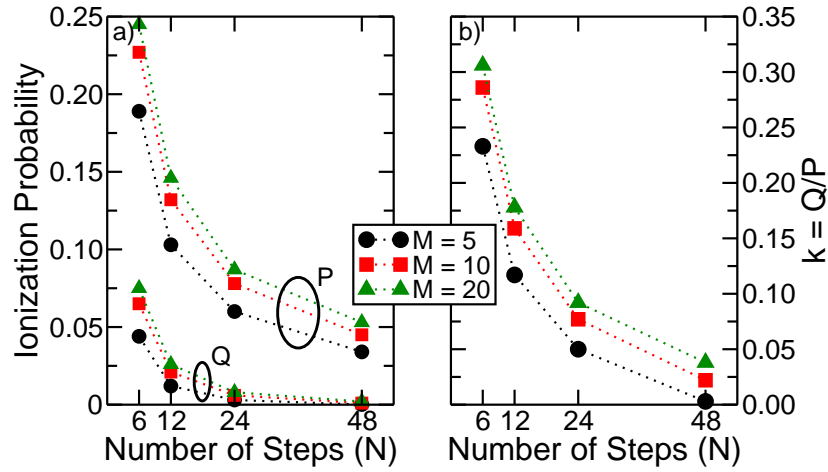 a)
Ionization Probability
0.25
0.20
0.15
0.10
0.05
0
P
Q
6 12 24 48
Number of Steps (N)
M = 5
M = 10
M = 20
b)
0.35
0.30
0.25
0.20
0.15
0.10
0.05
0.00
k = Q/P
6 12 24 48
Number of Steps (N)